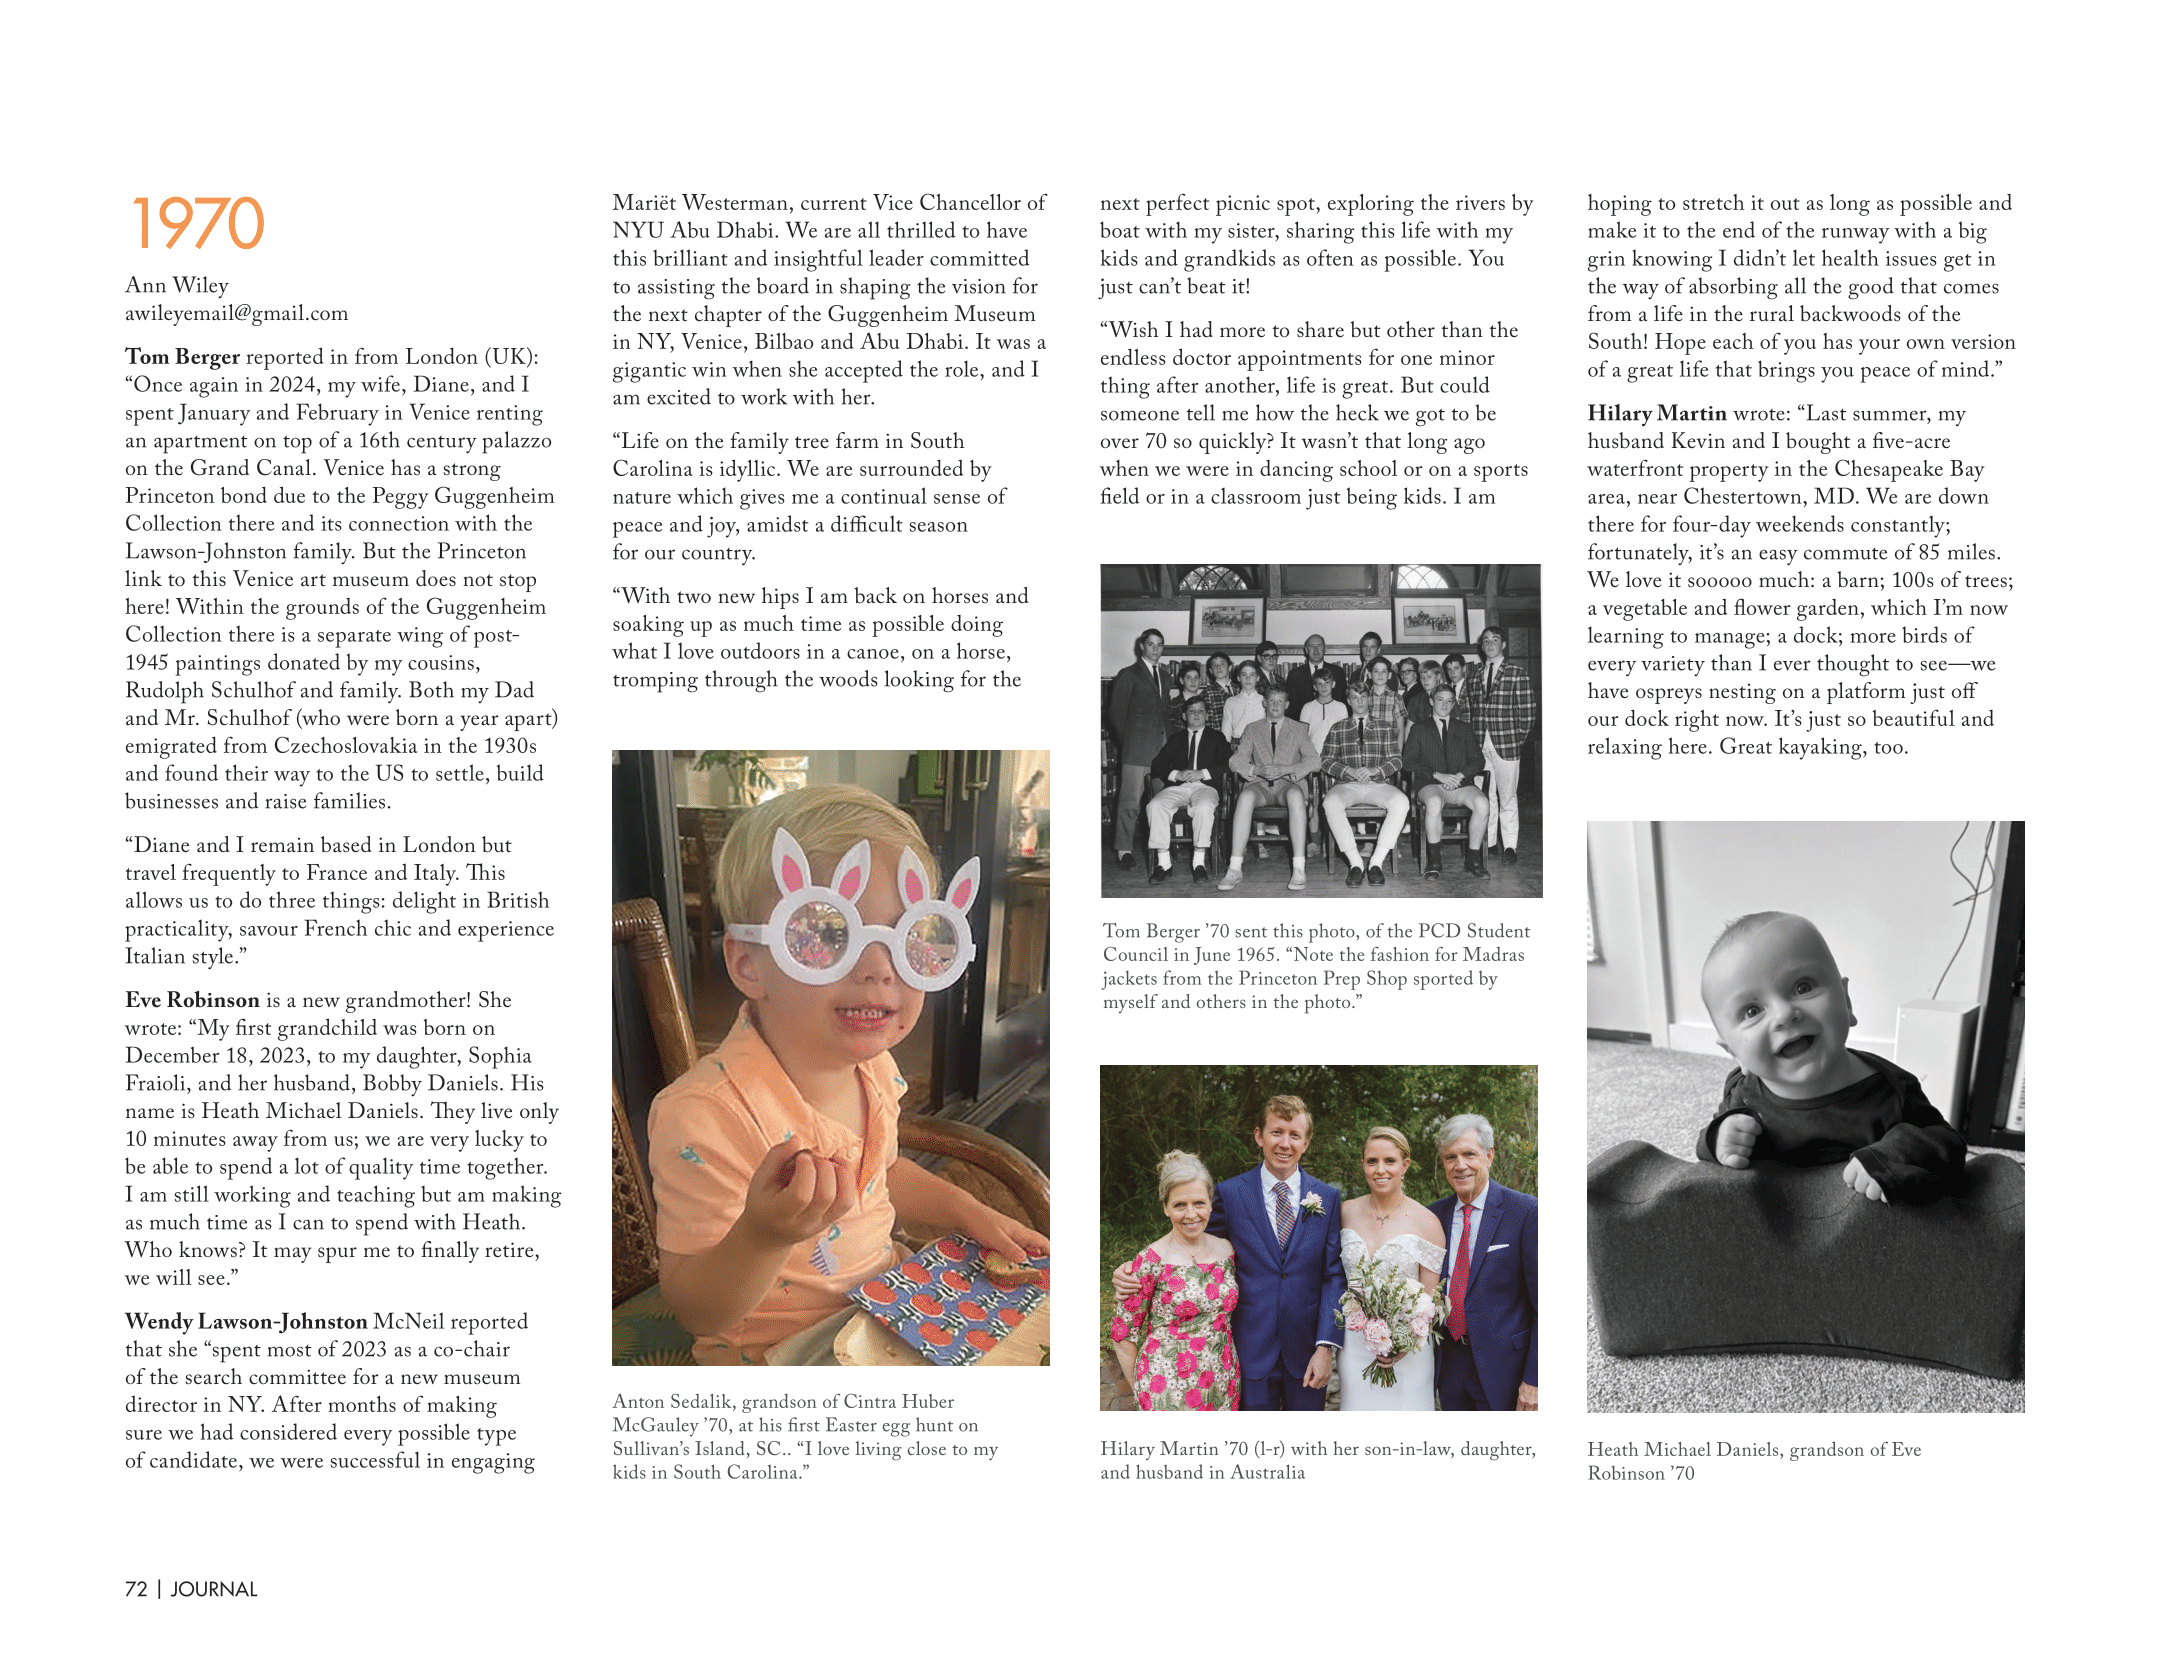 1970
Ann Wiley
awileyemail@gmail.com
Tom Berger reported in from London (UK):
“Once again in 2024, my wife, Diane, and I
spent January and February in Venice renting
an apartment on top of a 16th century palazzo
on the Grand Canal. Venice has a strong
Princeton bond due to the Peggy Guggenheim
Collection there and its connection with the
Lawson-Johnston family. But the Princeton
link to this Venice art museum does not stop
here! Within the grounds of the Guggenheim
Collection there is a separate wing of post-
1945 paintings donated by my cousins,
Rudolph Schulhof and family. Both my Dad
and Mr. Schulhof (who were born a year apart)
emigrated from Czechoslovakia in the 1930s
and found their way to the US to settle, build
businesses and raise families.
“Diane and I remain based in London but
travel frequently to France and Italy. This
allows us to do three things: delight in British
practicality, savour French chic and experience
Italian style.”
Eve Robinson is a new grandmother! She
wrote: “My first grandchild was born on
December 18, 2023, to my daughter, Sophia
Fraioli, and her husband, Bobby Daniels. His
name is Heath Michael Daniels. They live only
10 minutes away from us; we are very lucky to
be able to spend a lot of quality time together.
I am still working and teaching but am making
as much time as I can to spend with Heath.
Who knows? It may spur me to finally retire,
we will see.”
Wendy Lawson-Johnston McNeil reported
that she “spent most of 2023 as a co-chair
of the search committee for a new museum
director in NY. After months of making
sure we had considered every possible type
of candidate, we were successful in engaging
Mariët Westerman, current Vice Chancellor of
NYU Abu Dhabi. We are all thrilled to have
this brilliant and insightful leader committed
to assisting the board in shaping the vision for
the next chapter of the Guggenheim Museum
in NY, Venice, Bilbao and Abu Dhabi. It was a
gigantic win when she accepted the role, and I
am excited to work with her.
“Life on the family tree farm in South
Carolina is idyllic. We are surrounded by
nature which gives me a continual sense of
peace and joy, amidst a difficult season
for our country.
“With two new hips I am back on horses and
soaking up as much time as possible doing
what I love outdoors in a canoe, on a horse,
tromping through the woods looking for the
Anton Sedalik, grandson of Cintra Huber
McGauley ’70, at his first Easter egg hunt on
Sullivan’s Island, SC.. “I love living close to my
kids in South Carolina.”
next perfect picnic spot, exploring the rivers by
boat with my sister, sharing this life with my
kids and grandkids as often as possible. You
just can’t beat it!
“Wish I had more to share but other than the
endless doctor appointments for one minor
thing after another, life is great. But could
someone tell me how the heck we got to be
over 70 so quickly? It wasn’t that long ago
when we were in dancing school or on a sports
field or in a classroom just being kids. I am
Tom Berger ’70 sent this photo, of the PCD Student
Council in June 1965. “Note the fashion for Madras
jackets from the Princeton Prep Shop sported by
myself and others in the photo.”
Hilary Martin ’70 (l-r) with her son-in-law, daughter,
and husband in Australia
hoping to stretch it out as long as possible and
make it to the end of the runway with a big
grin knowing I didn’t let health issues get in
the way of absorbing all the good that comes
from a life in the rural backwoods of the
South! Hope each of you has your own version
of a great life that brings you peace of mind.”
Hilary Martin wrote: “Last summer, my
husband Kevin and I bought a five-acre
waterfront property in the Chesapeake Bay
area, near Chestertown, MD. We are down
there for four-day weekends constantly;
fortunately, it’s an easy commute of 85 miles.
We love it sooooo much: a barn; 100s of trees;
a vegetable and flower garden, which I’m now
learning to manage; a dock; more birds of
every variety than I ever thought to see—we
have ospreys nesting on a platform just off
our dock right now. It’s just so beautiful and
relaxing here. Great kayaking, too.
Heath Michael Daniels, grandson of Eve
Robinson ’70
72 | JOURNAL